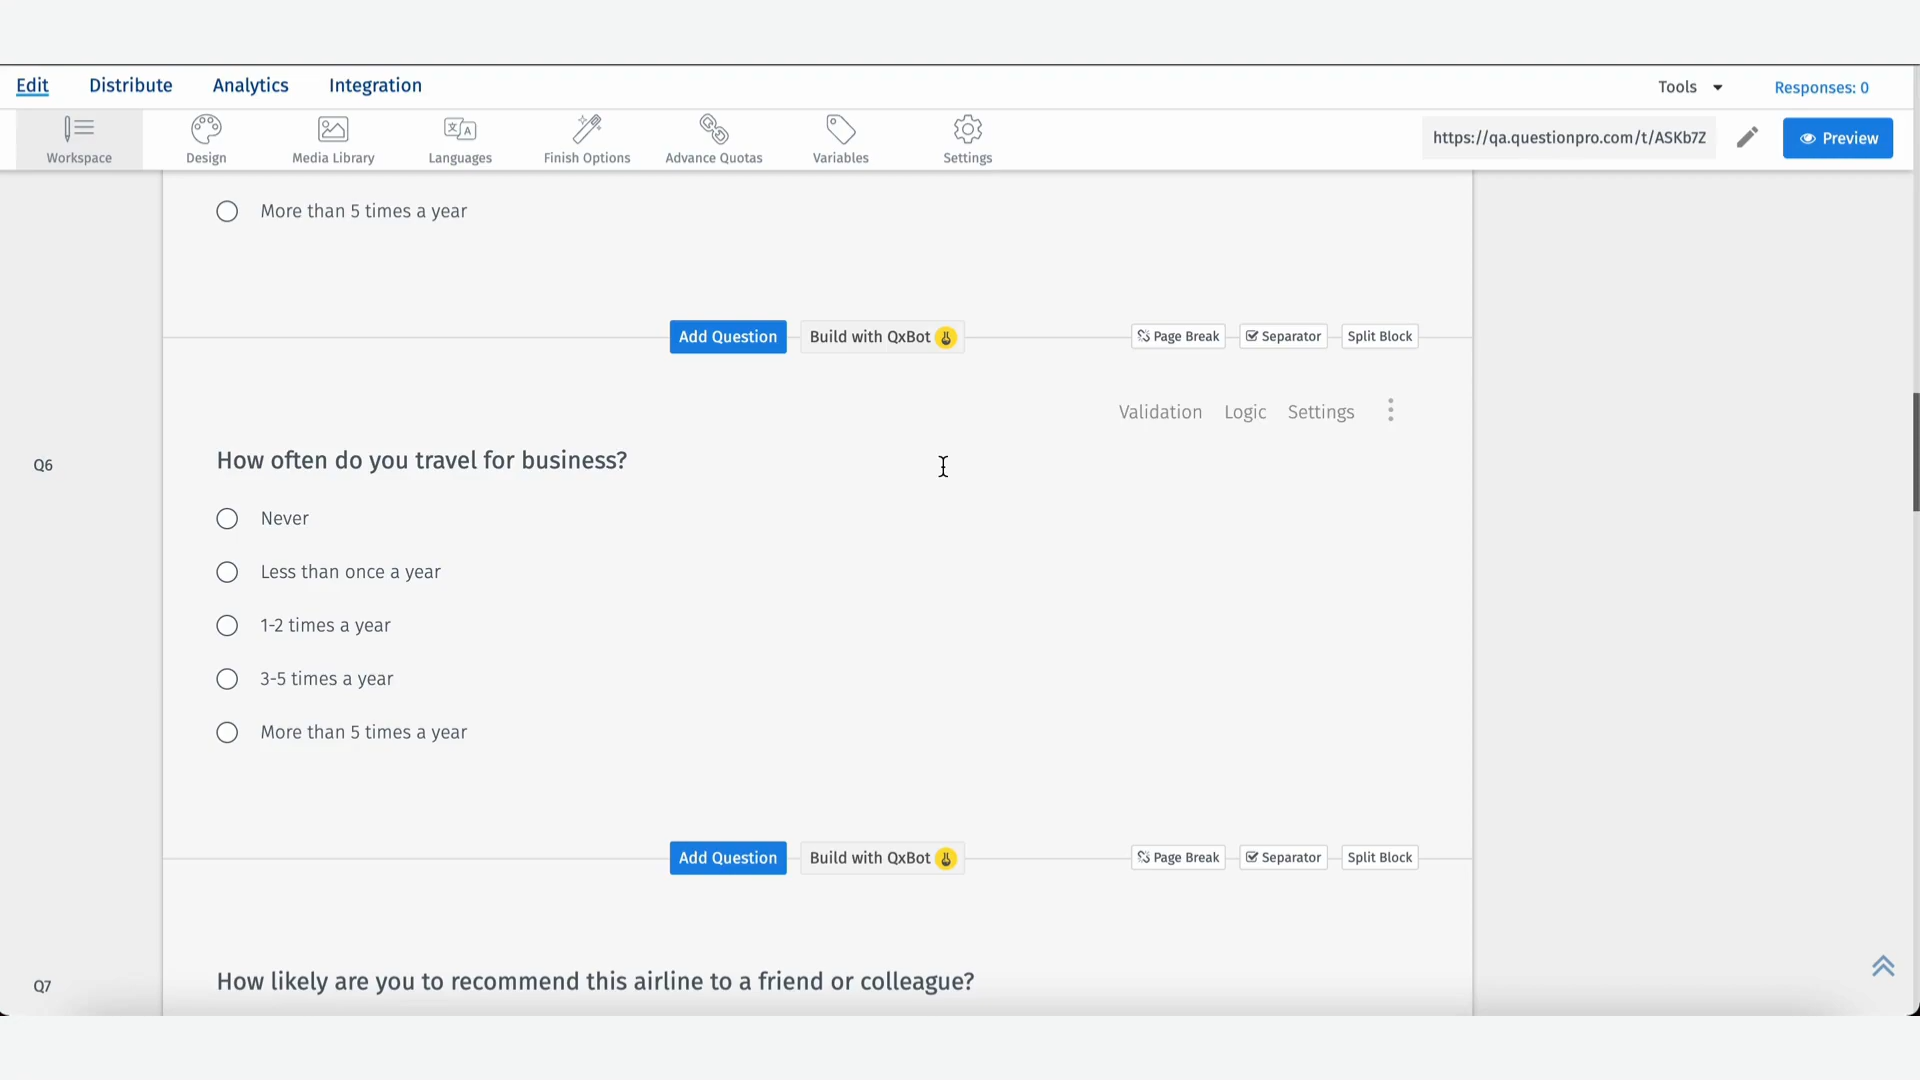 Edit Distribute Analytics Integration Tools Responses: 0
Workspace Design Media Library Languages Finish Options Advance Quotas Variables Settings https://qa.questionpro.com/t/ASKb7Z Preview
More than 5 times a year
Add Question Build with QxBot Page Break Separator Split Block
Validation Logic Settings
Q6 How often do you travel for business?
Never
Less than once a year
1-2 times a year
3-5 times a year
More than 5 times a year
Add Question Build with QxBot Page Break Separator Split Block
Q7 How likely are you to recommend this airline to a friend or colleague?